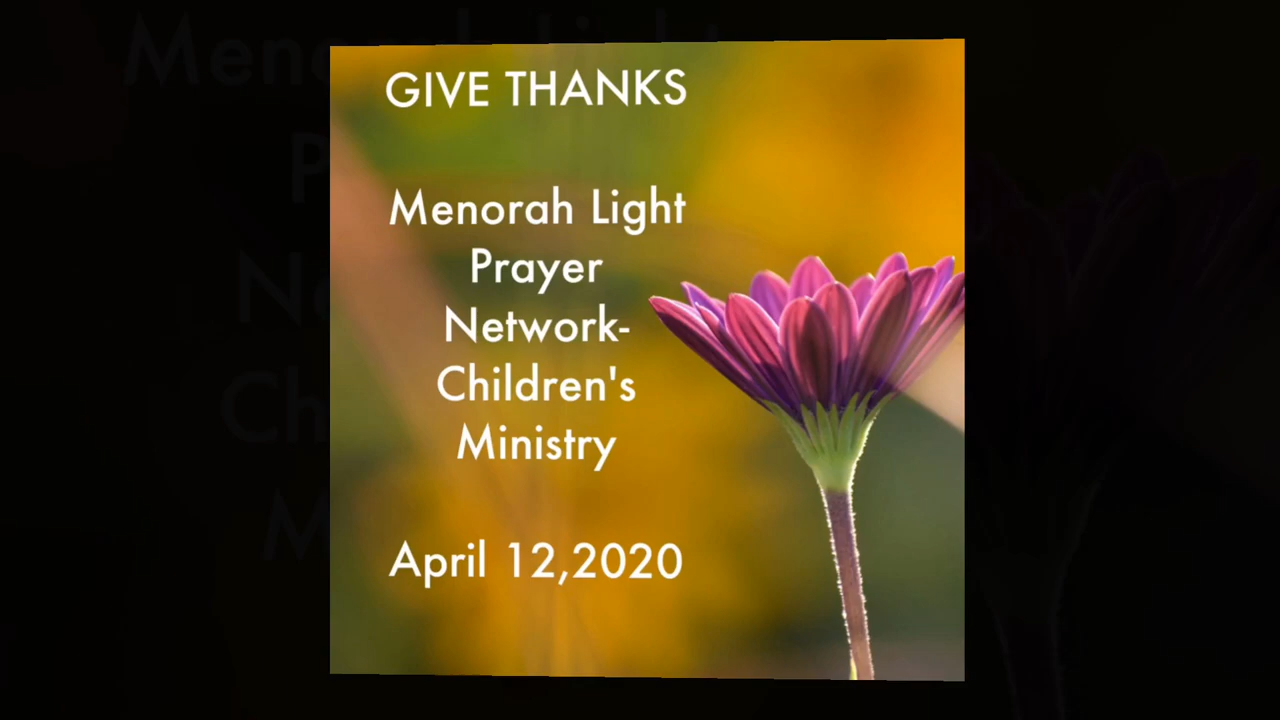 GIVE THANKS
Menorah Light
Prayer
Network-
Children's
Ministry
April 12,2020